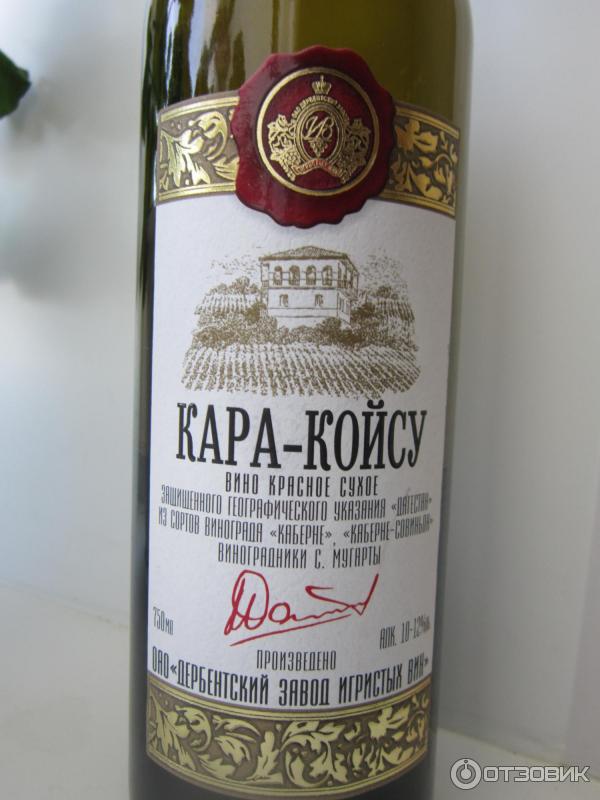 КАРА-КОЙСУ
ВИНО КРАСНОЕ СУХОЕ
ЗАЩИЩЕННОГО ГЕОГРАФИЧЕСКОГО УКАЗАНИЯ «ДАГЕСТАН»
ИЗ СОРТОВ ВИНОГРАДА «КАБЕРНЕ», «КАБЕРНЕ-СОВИНЬОН»
ВИНОГРАДНИКИ С. МУГАРТЫ
750мл
АЛК. 10-12%об.
ПРОИЗВЕДЕНО
ОАО «ДЕРБЕНТСКИЙ ЗАВОД ИГРИСТЫХ ВИН»
ОТЗОВИК